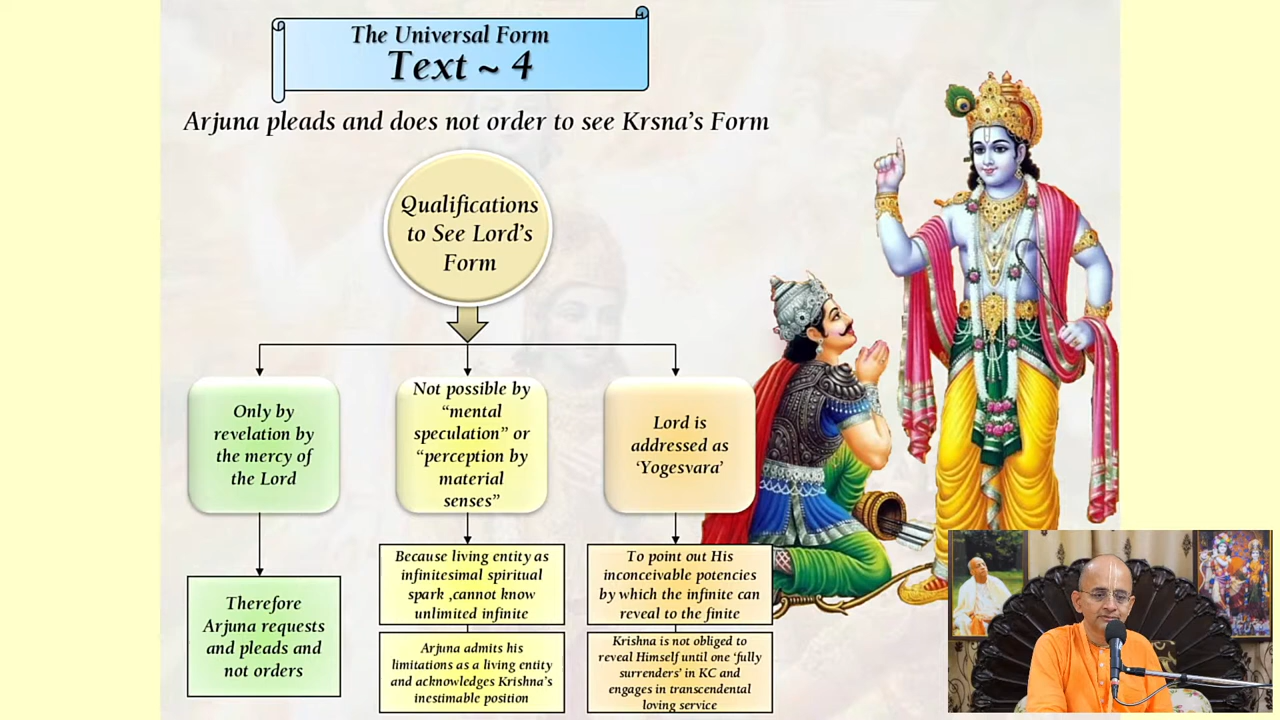 The Universal Form
Text ~ 4
Arjuna pleads and does not order to see Krsna's Form
Qualifications
to See Lord's
Form
Only by
revelation by
the mercy of
the Lord
Therefore
Arjuna requests
and pleads and
not orders
Not possible by
"mental
speculation" or
"perception by
material
senses"
Because living entity as
infinitesimal spiritual
spark ,cannot know
unlimited infinite
Arjuna admits his
limitations as a living entity
and acknowledges Krishna's
inestimable position
Lord is
addressed as
'Yogesvara'
To point out His
inconceivable potencies
by which the infinite can
reveal to the finite
Krishna is not obliged to
reveal Himself until one 'fully
surrenders' in KC and
engages in transcendental
loving service